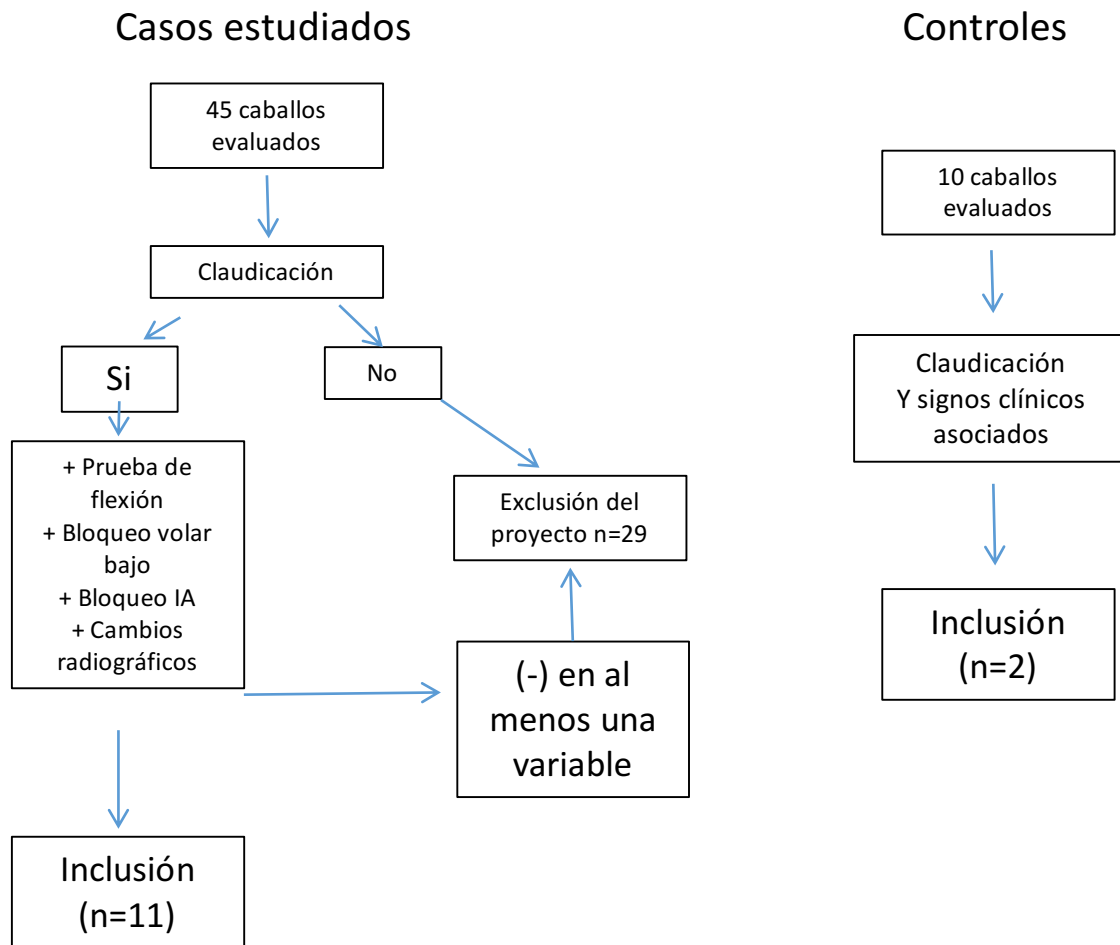 Casos estudiados
45 caballos
evaluados
Claudicación
Si
No
+ Prueba de
flexión
+ Bloqueo volar
bajo
+ Bloqueo IA
+ Cambios
radiográficos
Exclusión del
proyecto n=29
(-) en al
menos una
variable
Inclusión
(n=11)
Controles
10 caballos
evaluados
Claudicación
Y signos clínicos
asociados
Inclusión
(n=2)